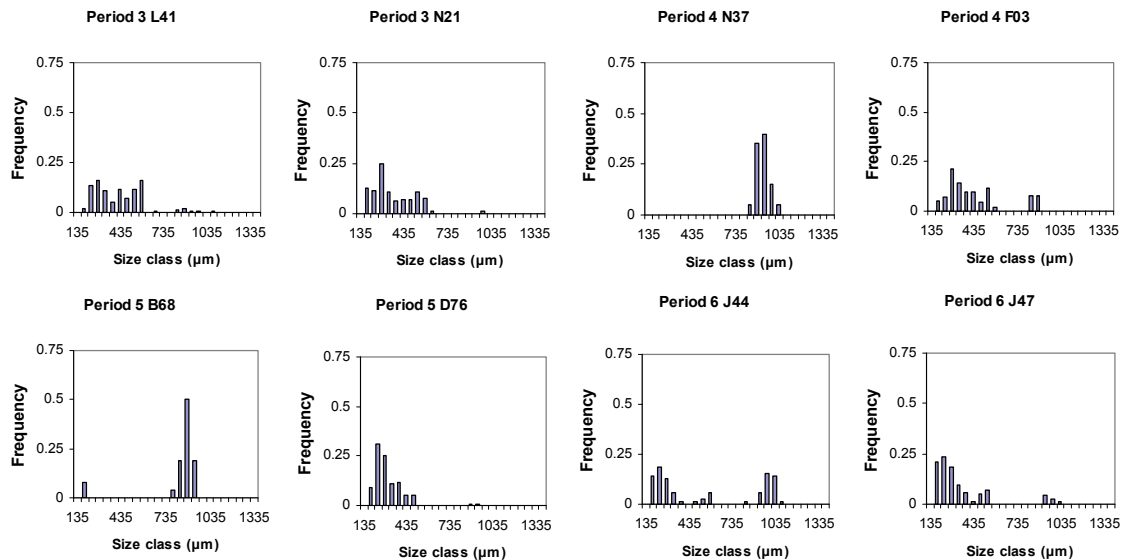 Period 3 L41
Period 3 N21
Period 4 N37
Period 4 F03
0.75
0.5
0.25
0
Frequency
135 435 735 1035 1335
Size class (µm)
0.75
0.5
0.25
0
Frequency
135 435 735 1035 1335
Size class (µm)
0.75
0.5
0.25
0
Frequency
135 435 735 1035 1335
Size class (µm)
0.75
0.5
0.25
0
Frequency
135 435 735 1035 1335
Size class (µm)
Period 5 B68
Period 5 D76
Period 6 J44
Period 6 J47
0.75
0.5
0.25
0
Frequency
135 435 735 1035 1335
Size class (µm)
0.75
0.5
0.25
0
Frequency
135 435 735 1035 1335
Size class (µm)
0.75
0.5
0.25
0
Frequency
135 435 735 1035 1335
Size class (µm)
0.75
0.5
0.25
0
Frequency
135 435 735 1035 1335
Size class (µm)